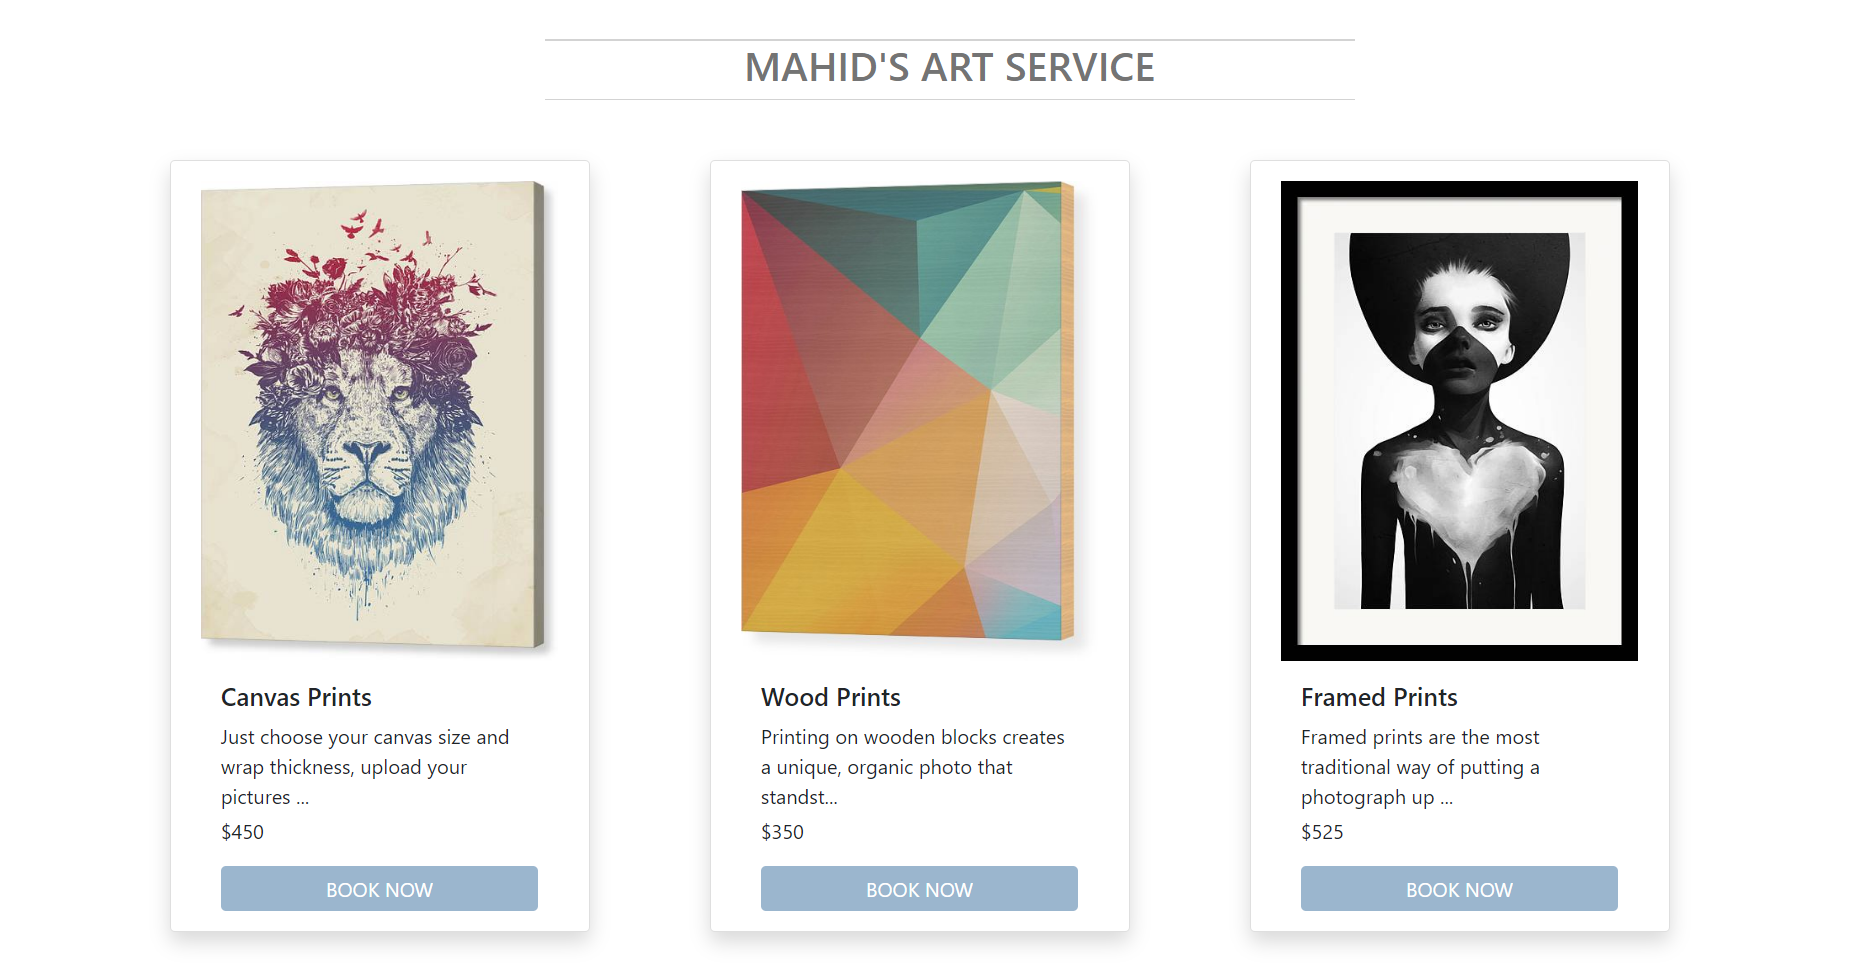 MAHID'S ART SERVICE
Canvas Prints
Just choose your canvas size and
wrap thickness, upload your
pictures ...
$450
BOOK NOW
Wood Prints
Printing on wooden blocks creates
a unique, organic photo that
standst...
$350
BOOK NOW
Framed Prints
Framed prints are the most
traditional way of putting a
photograph up ...
$525
BOOK NOW